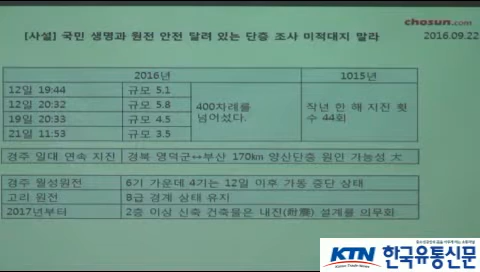 chosun.com
[사설] 국민 생명과 원전 안전 달려 있는 단층 조사 미적대지 말라
2016.09.22
2016년 1015년
12일 19:44 규모 5.1
12일 20:32 규모 5.8
19일 20:33 규모 4.5
21일 11:53 규모 3.5
400차례를
넘어섰다.
작년 한 해 지진 횟
수 44회
경주 일대 연속 지진 경북 영덕군↔부산 170km 양산단층 원인 가능성 大
경주 월성원전 6기 가운데 4기는 12일 이후 가동 중단 상태
고리 원전 B급 경계 상태 유지
2017년부터 2층 이상 신축 건축물은 내진(耐震) 설계를 의무화
KTN 한국유통신문